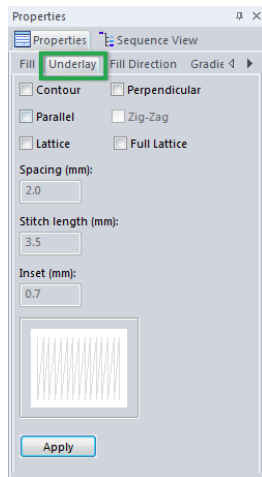 Properties
Properties Sequence View
Fill Underlay Fill Direction Gradie
Contour Perpendicular
Parallel Zig-Zag
Lattice Full Lattice
Spacing (mm):
2.0
Stitch length (mm):
3.5
Inset (mm):
0.7
Apply